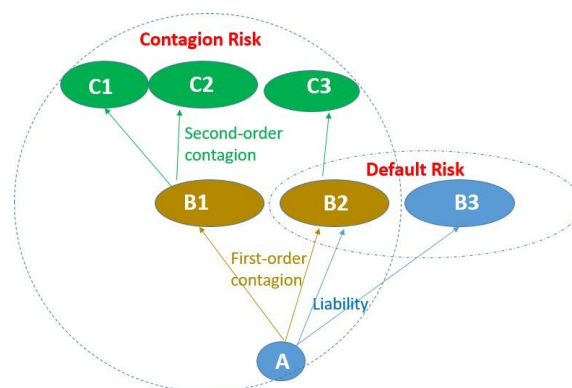 Contagion Risk
C1
C2
C3
Second-order
contagion
Default Risk
B1
B2
B3
First-order
contagion
Liability
A